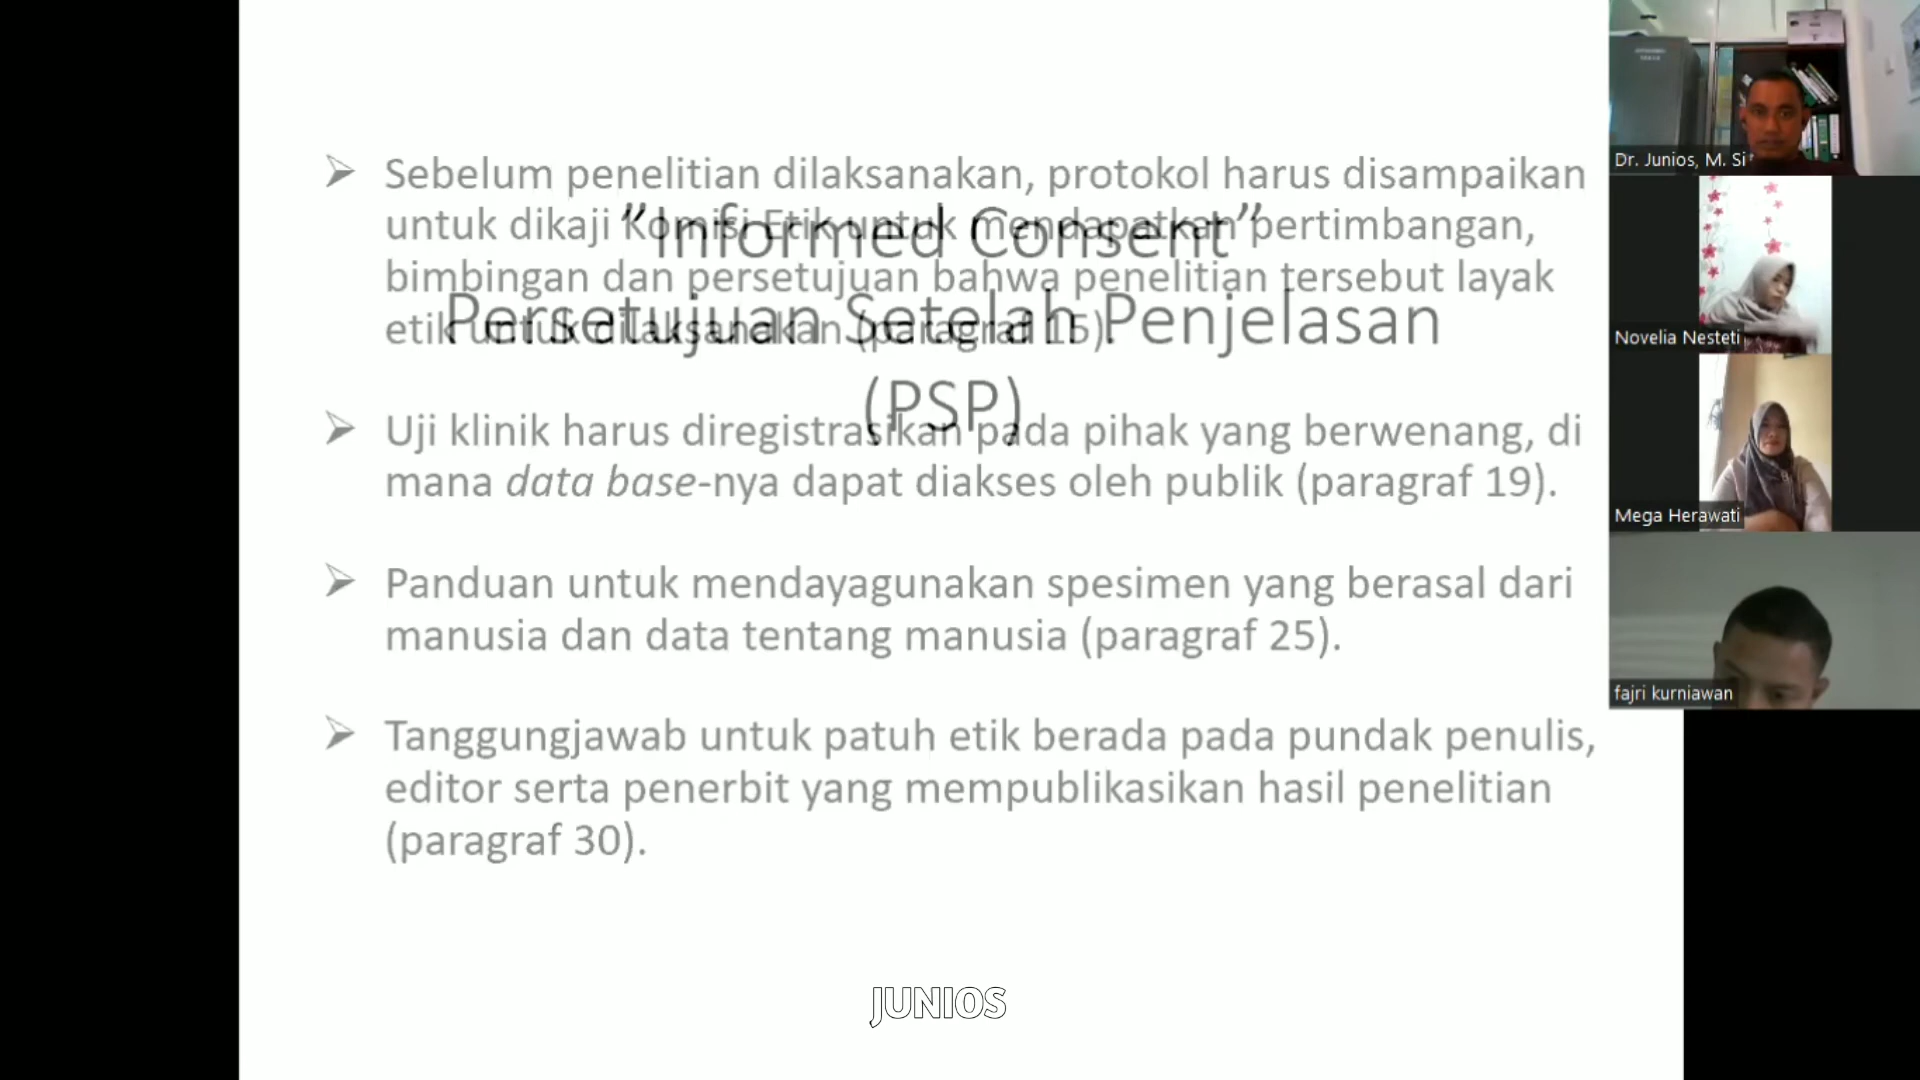 ➢ Sebelum penelitian dilaksanakan, protokol harus disampaikan
untuk dikaji Komisi Etik untuk mendapatkan pertimbangan,
bimbingan dan persetujuan bahwa penelitian tersebut layak
etik untuk dilaksanakan (paragraf 15).
➢ Uji klinik harus diregistrasikan pada pihak yang berwenang, di
mana data base-nya dapat diakses oleh publik (paragraf 19).
➢ Panduan untuk mendayagunakan spesimen yang berasal dari
manusia dan data tentang manusia (paragraf 25).
➢ Tanggungjawab untuk patuh etik berada pada pundak penulis,
editor serta penerbit yang mempublikasikan hasil penelitian
(paragraf 30).
”Informed Consent”
Persetujuan Setelah Penjelasan
(PSP)
JUNIOS
Dr. Junios, M. Si
Novelia Nesteti
Mega Herawati
fajri kurniawan